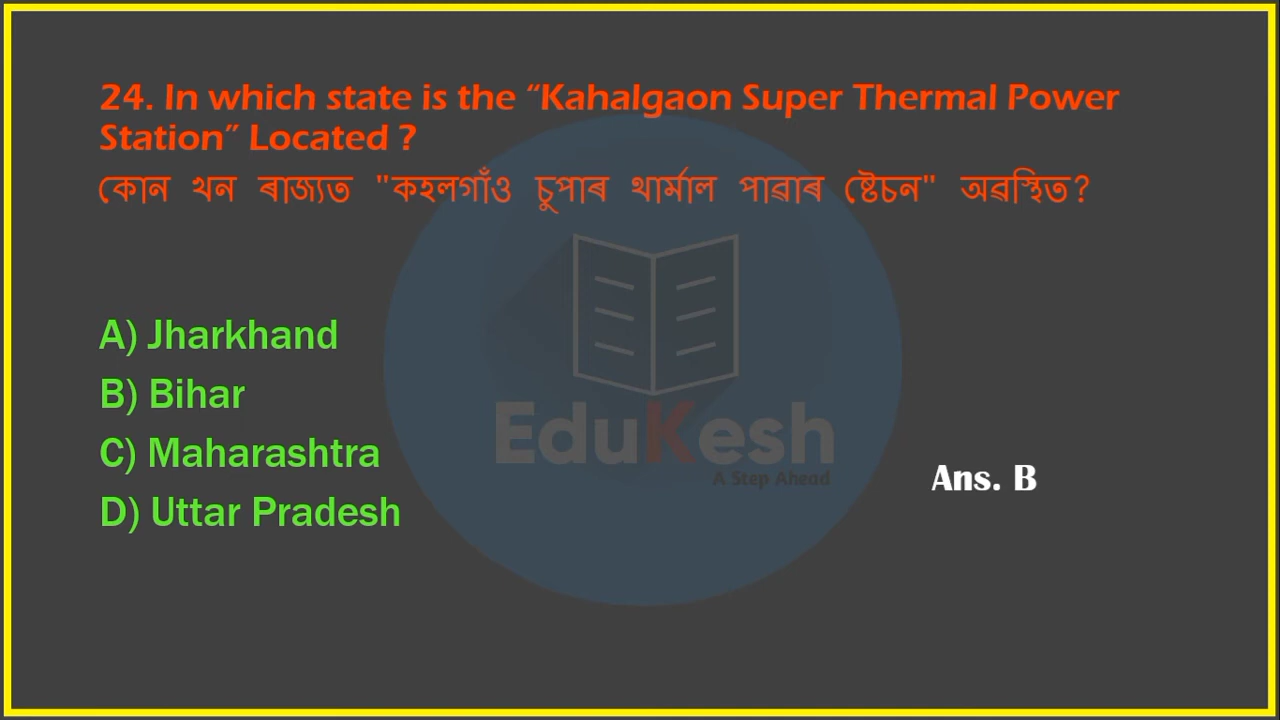 24. In which state is the “Kahalgaon Super Thermal Power
Station” Located ?
কোন খন ৰাজ্যত "কহলগাঁও চুপাৰ থাৰ্মাল পাৱাৰ ষ্টেচন" অৱস্থিত?
A) Jharkhand
B) Bihar
C) Maharashtra
D) Uttar Pradesh
EduKesh
A Step Ahead
Ans. B